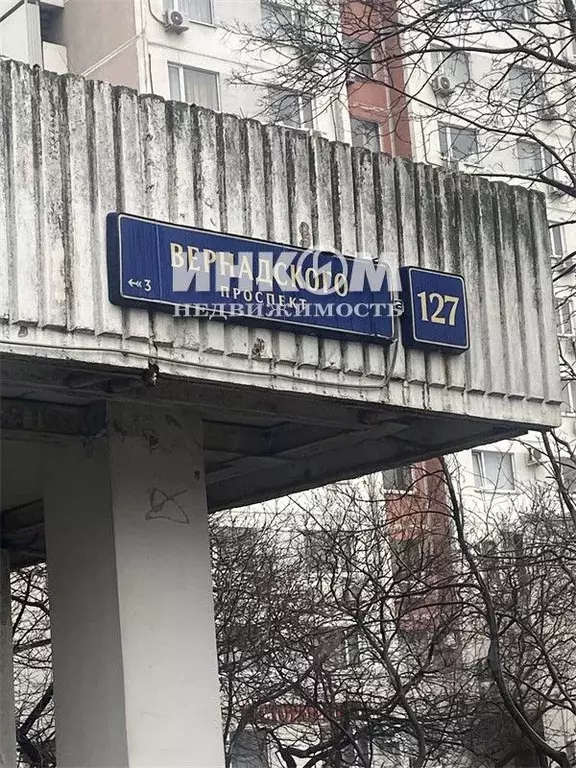 ВЕРНАДСКОГО
ПРОСПЕКТ
3
127
ИНКОМ
НЕДВИЖИМОСТЬ